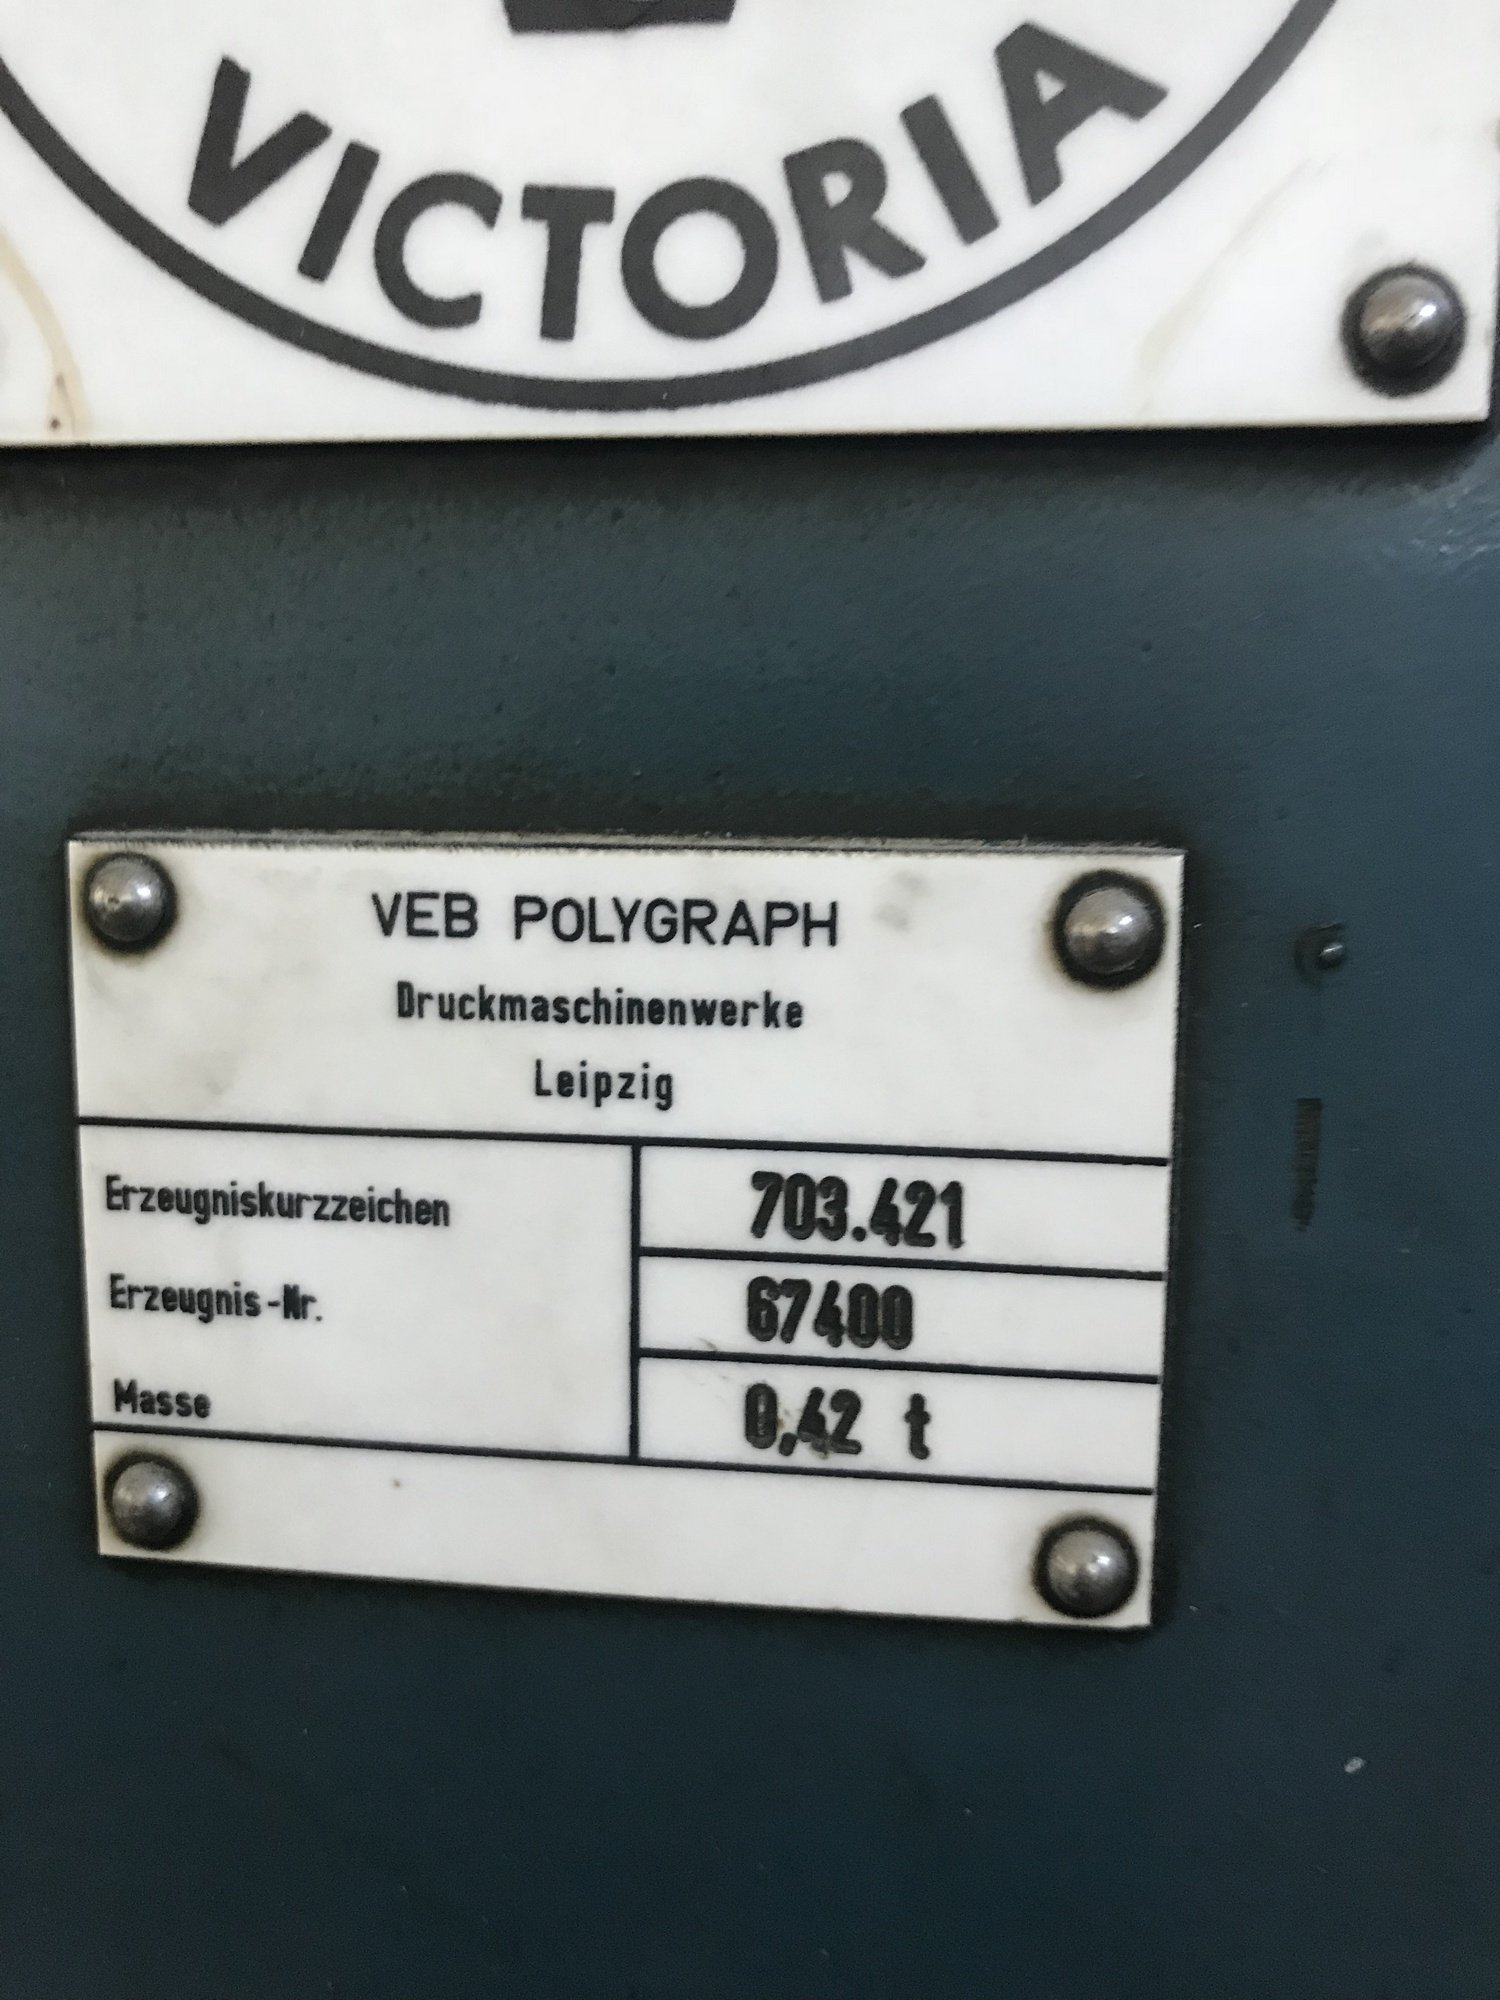 VICTORIA
VEB POLYGRAPH
Druckmaschinenwerke
Leipzig
Erzeugniskurzzeichen 703.421
Erzeugnis-Nr. 67400
Masse 0,42 t